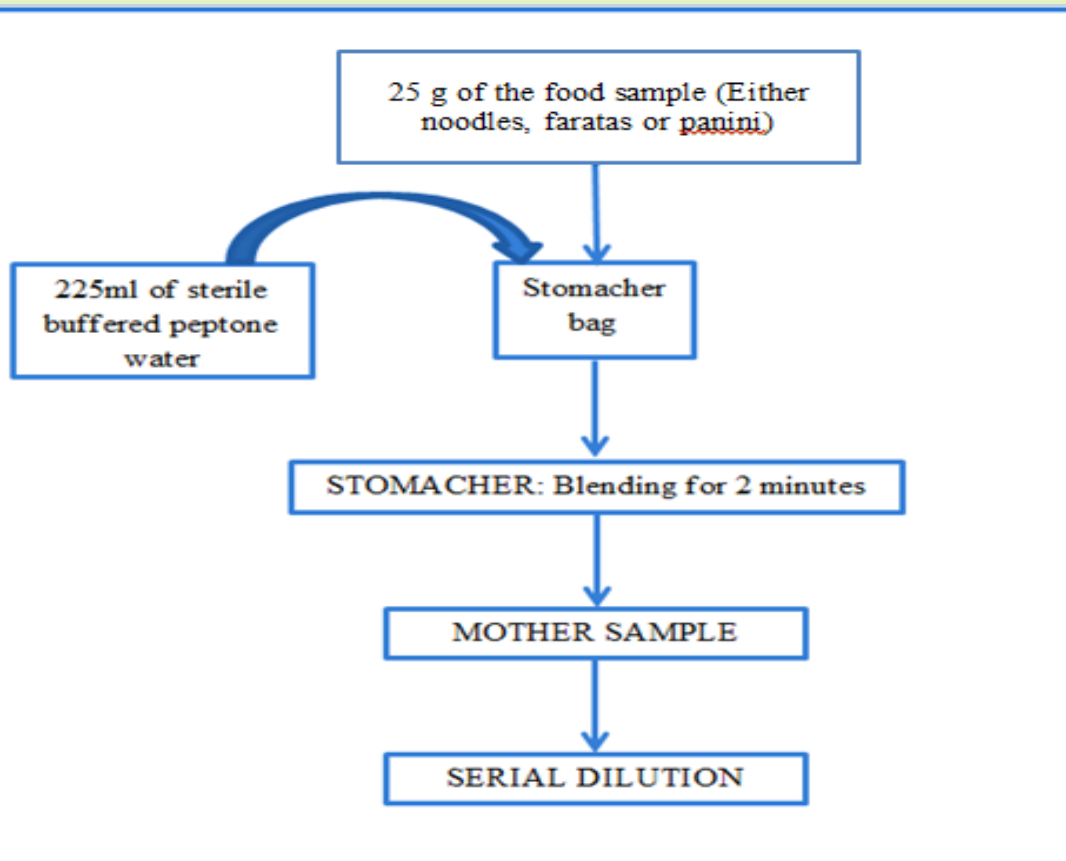 25 g of the food sample (Either
noodles, faratas or panini)
225ml of sterile
buffered peptone
water
Stomacher
bag
STOMACHER: Blending for 2 minutes
MOTHER SAMPLE
SERIAL DILUTION